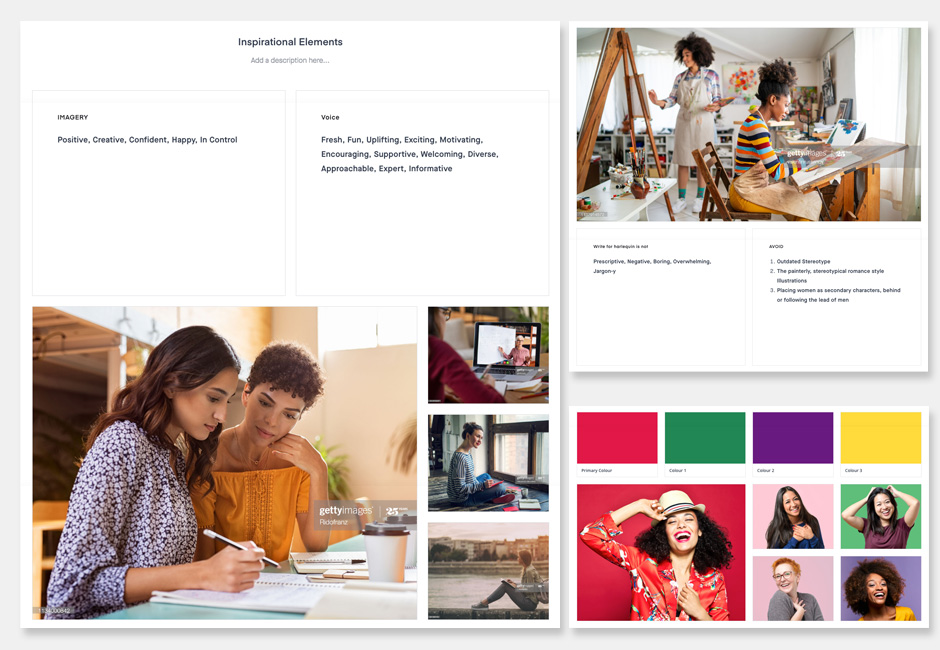 Inspirational Elements
Add a description here...
IMAGERY
Positive, Creative, Confident, Happy, In Control
Voice
Fresh, Fun, Uplifting, Exciting, Motivating,
Encouraging, Supportive, Welcoming, Diverse,
Approachable, Expert, Informative
gettyimages | 25
Ridofranz
gettyimages 25
Write for harlequin is not
Prescriptive, Negative, Boring, Overwhelming,
Jargon-y
AVOID
1. Outdated Stereotype
2. The painterly, stereotypical romance style
illustrations
3. Placing women as secondary characters, behind
or following the lead of men
Primary Colour
Colour 1
Colour 2
Colour 3